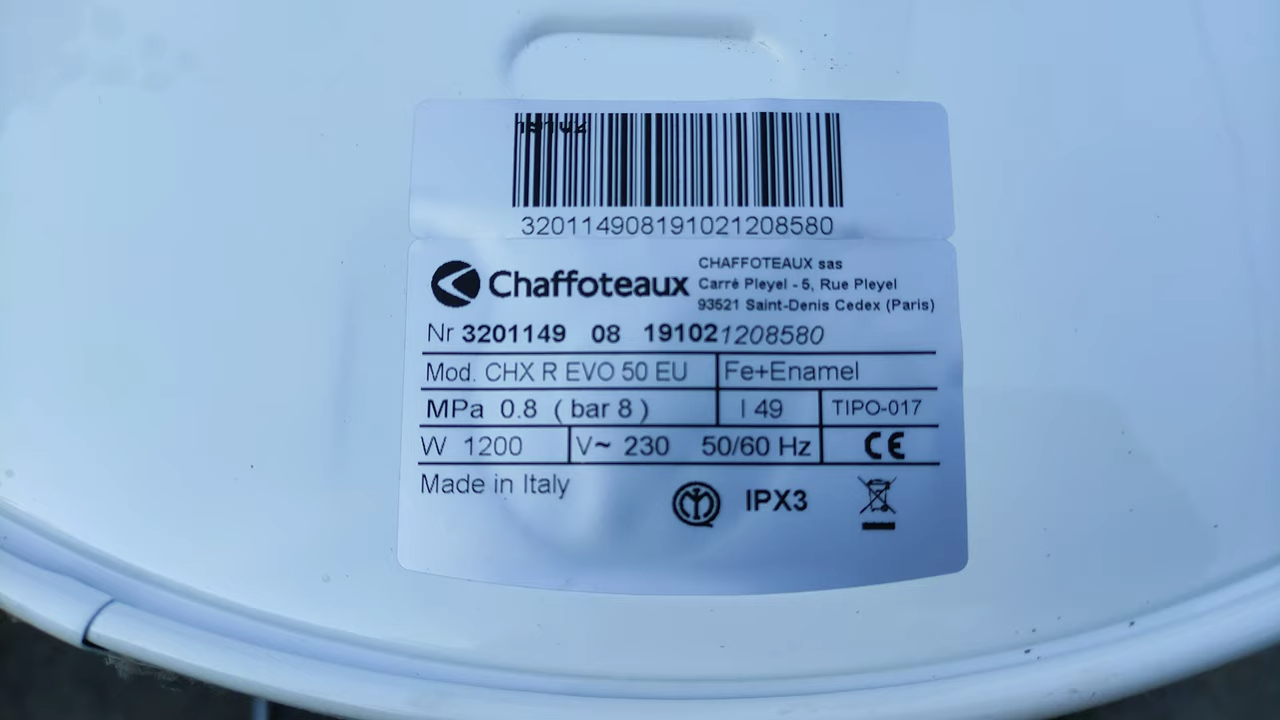 19102
320114908191021208580
Chaffoteaux
CHAFFOTEAUX sas
Carrè Pleyel - 5, Rue Pleyel
93521 Saint-Denis Cedex (Paris)
Nr 3201149 08 191021208580
Mod. CHX R EVO 50 EU Fe+Enamel
MPa 0.8 ( bar 8 ) l 49 TIPO-017
W 1200 V~ 230 50/60 Hz CE
Made in Italy IPX3